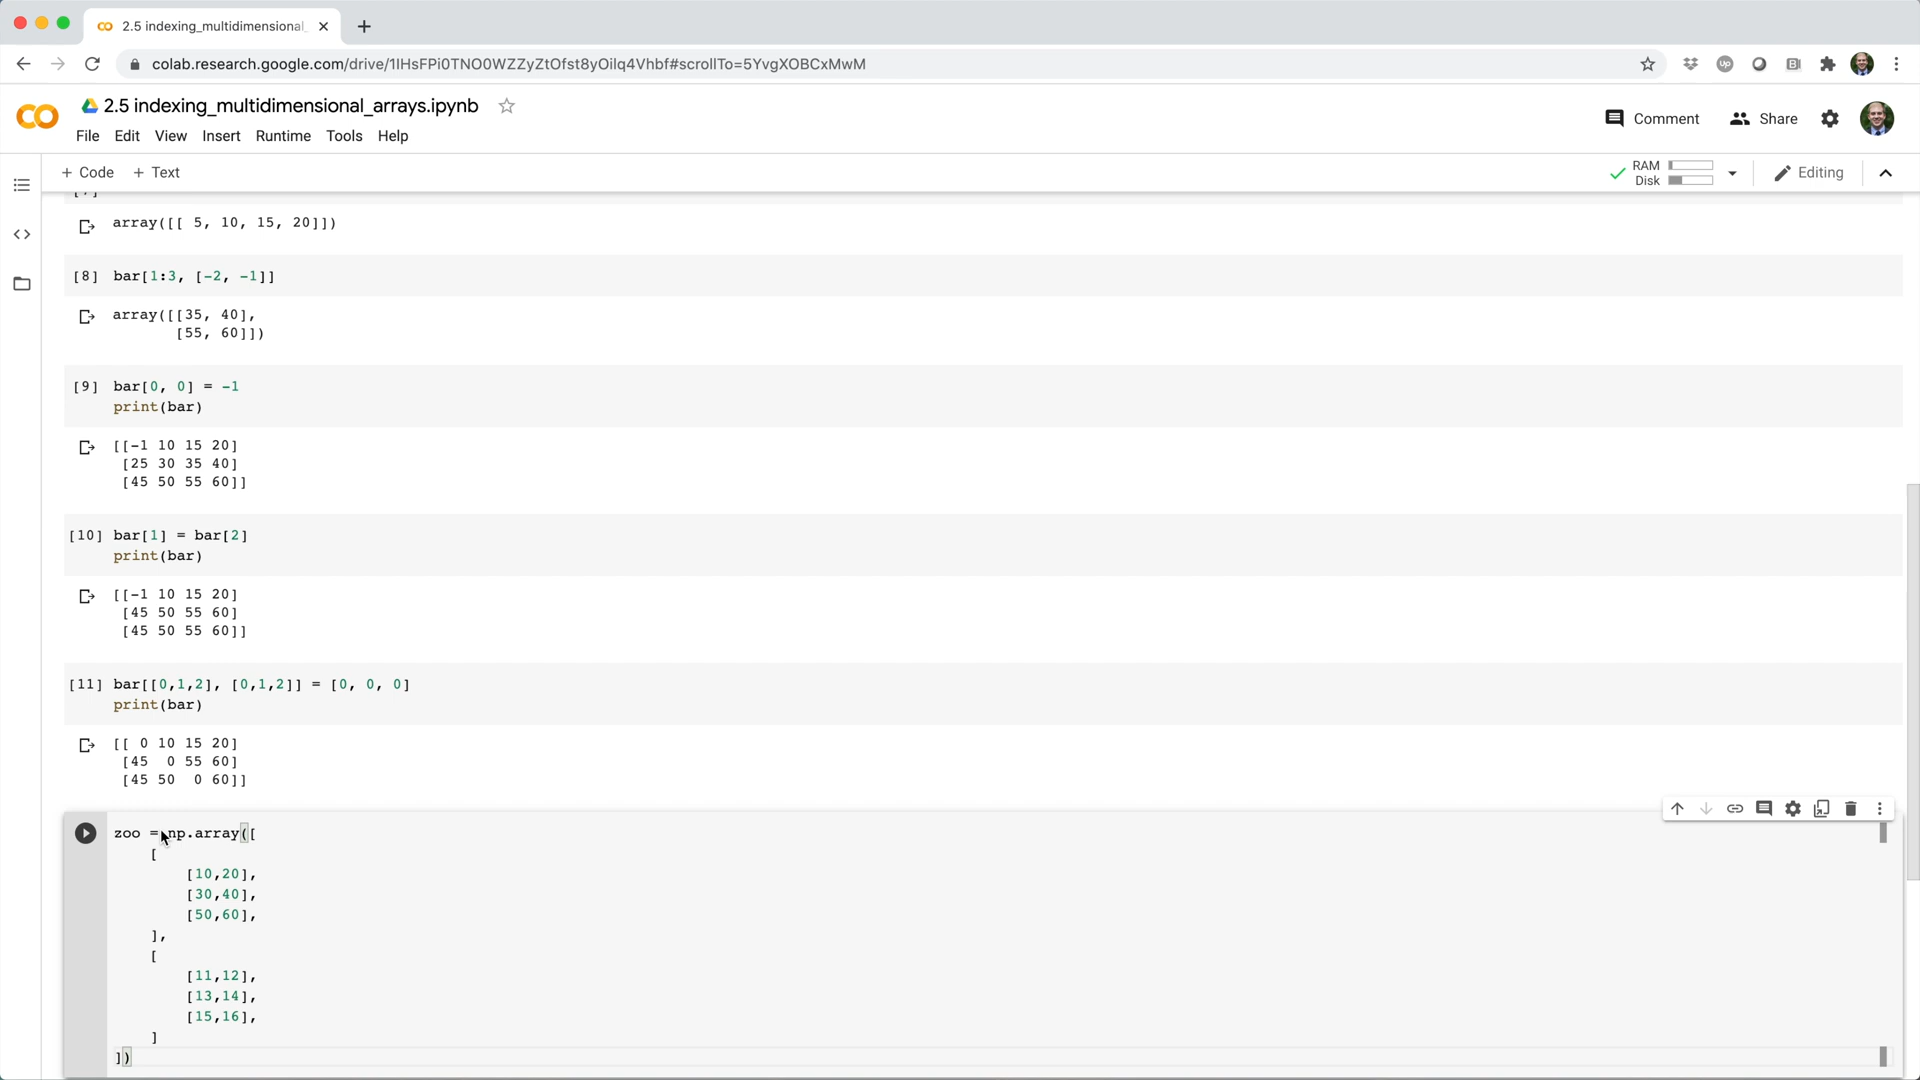 2.5 indexing_multidimensional_
colab.research.google.com/drive/1IHsFPi0TNO0WZZyZtOfst8yOilq4Vhbf#scrollTo=5YvgXOBCxMwM
2.5 indexing_multidimensional_arrays.ipynb
Comment
Share
File Edit View Insert Runtime Tools Help
+ Code + Text
RAM
Disk
Editing
array([[ 5, 10, 15, 20]])
[8] bar[1:3, [-2, -1]]
array([[35, 40],
[55, 60]])
[9] bar[0, 0] = -1
print(bar)
[[-1 10 15 20]
[25 30 35 40]
[45 50 55 60]]
[10] bar[1] = bar[2]
print(bar)
[[-1 10 15 20]
[45 50 55 60]
[45 50 55 60]]
[11] bar[[0,1,2], [0,1,2]] = [0, 0, 0]
print(bar)
[[ 0 10 15 20]
[45  0 55 60]
[45 50  0 60]]
zoo = np.array([
[
[10,20],
[30,40],
[50,60],
],
[
[11,12],
[13,14],
[15,16],
]
])